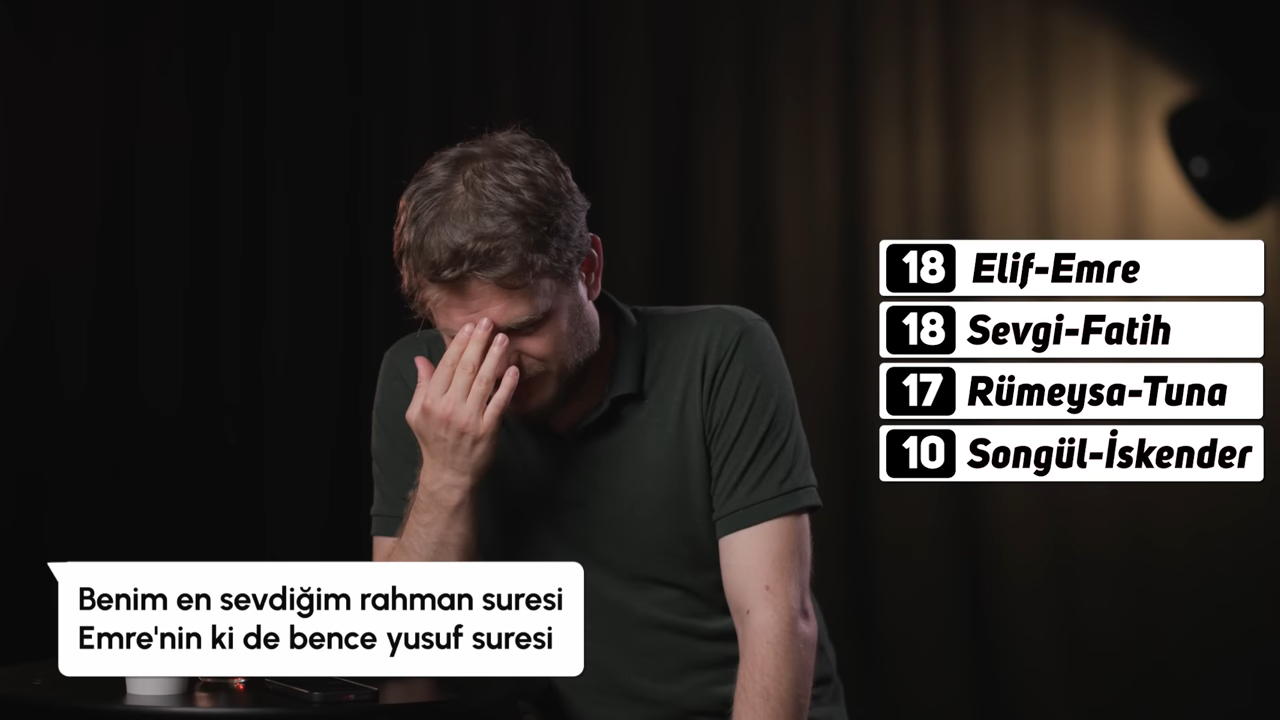 18 Elif-Emre
18 Sevgi-Fatih
17 Rümeysa-Tuna
10 Songül-İskender
Benim en sevdiğim rahman suresi
Emre'nin ki de bence yusuf suresi